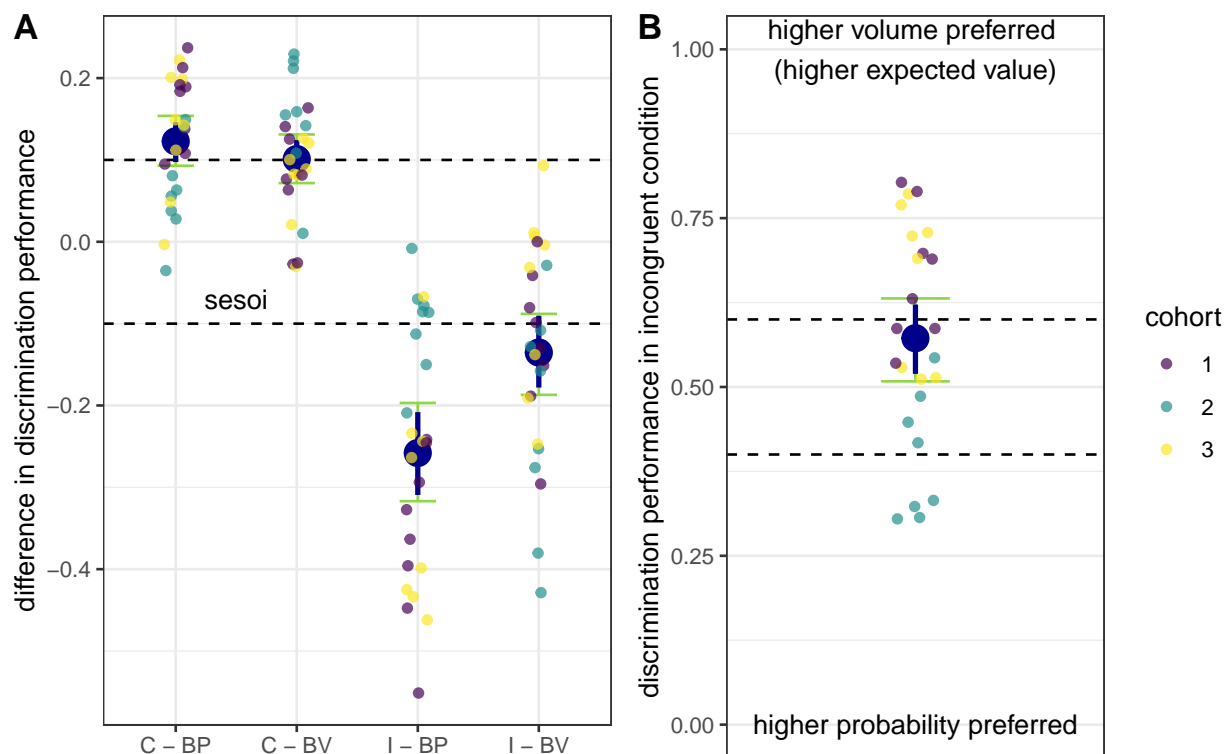 A
difference in discrimination performance
0.2
0.0
−0.2
−0.4
sesoi
C − BP
C − BV
I − BP
I − BV
B
discrimination performance in incongruent condition
higher volume preferred
(higher expected value)
1.00
0.75
0.50
0.25
0.00
higher probability preferred
cohort
1
2
3